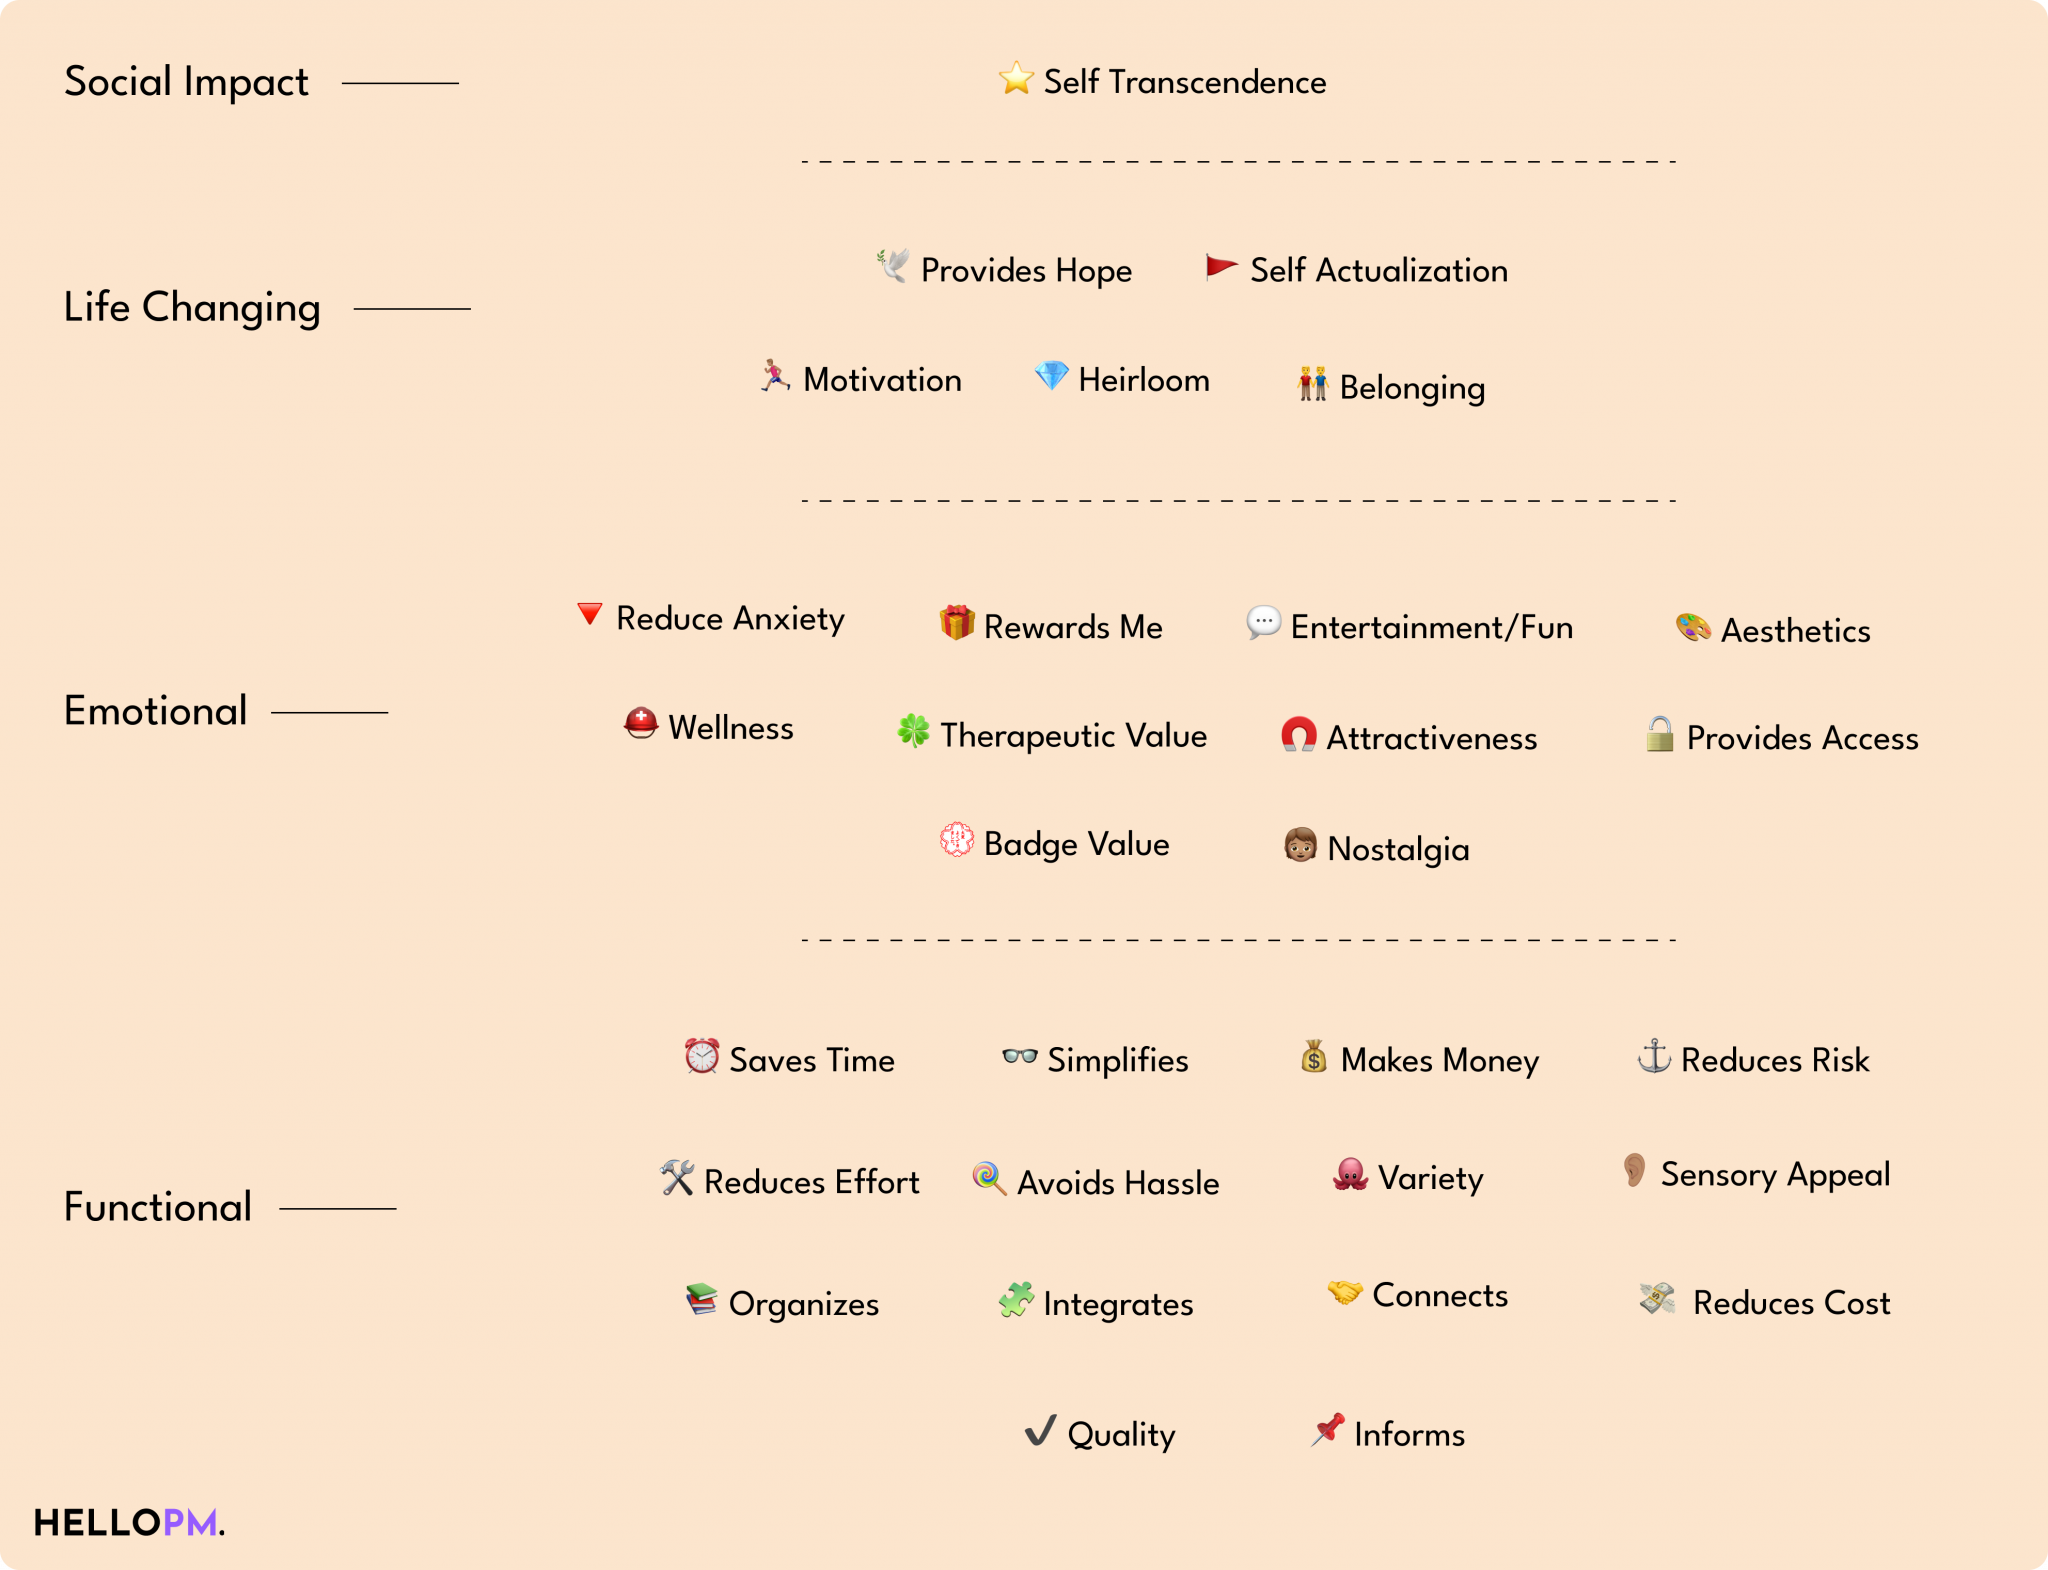 Social Impact
⭐ Self Transcendence
Life Changing
🕊️ Provides Hope
🚩 Self Actualization
🏃🏽 Motivation
💎 Heirloom
👬 Belonging
Emotional
🔻 Reduce Anxiety
🎁 Rewards Me
💬 Entertainment/Fun
🎨 Aesthetics
⛑️ Wellness
🍀 Therapeutic Value
🧲 Attractiveness
🔓 Provides Access
💮 Badge Value
👩🏽 Nostalgia
Functional
⏰ Saves Time
👓 Simplifies
💰 Makes Money
⚓ Reduces Risk
🛠️ Reduces Effort
🍭 Avoids Hassle
🐙 Variety
👂🏽 Sensory Appeal
📚 Organizes
🧩 Integrates
🤝 Connects
💸 Reduces Cost
✔️ Quality
📌 Informs
HELLOPM.